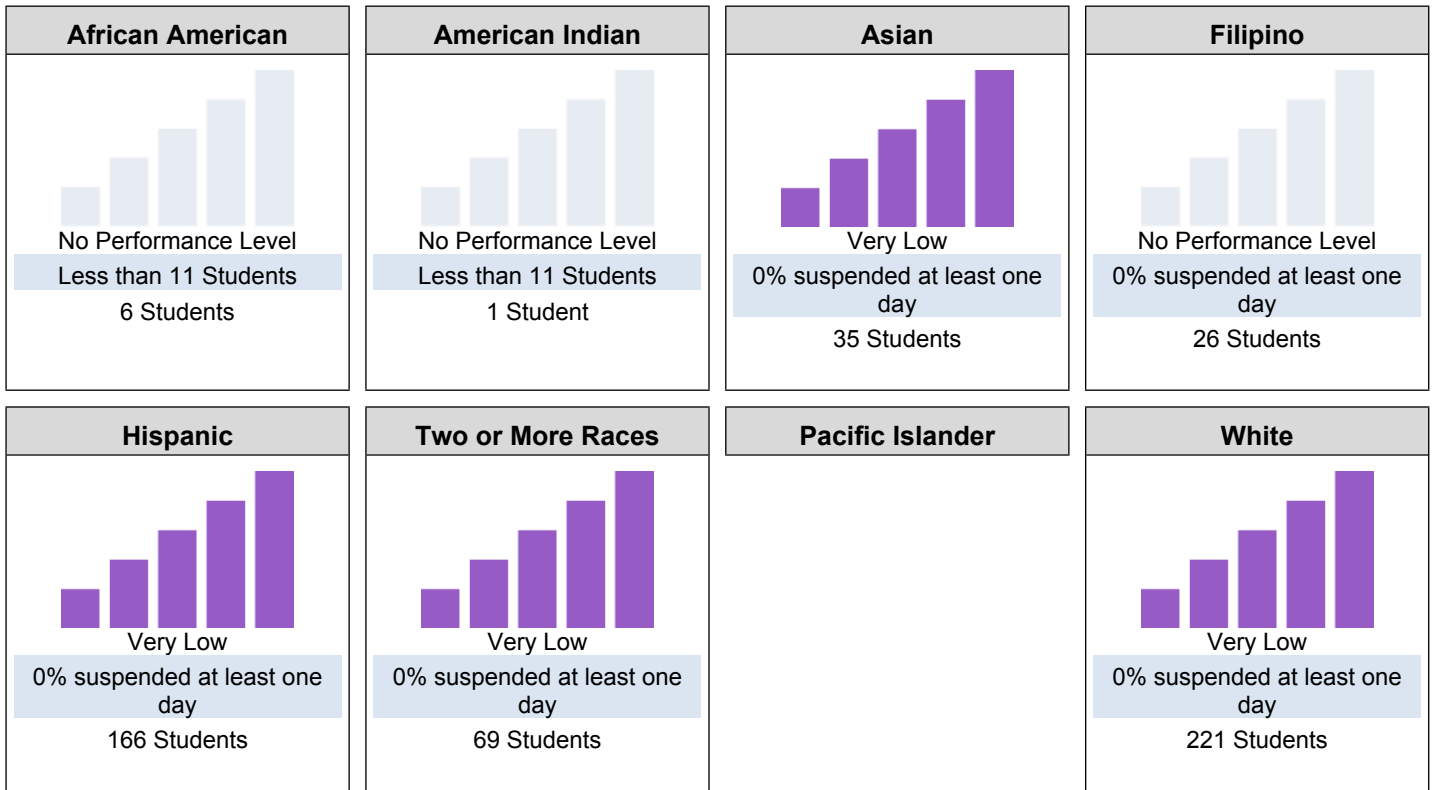 African American
No Performance Level
Less than 11 Students
6 Students
American Indian
No Performance Level
Less than 11 Students
1 Student
Asian
Very Low
0% suspended at least one
day
35 Students
Filipino
No Performance Level
0% suspended at least one
day
26 Students
Hispanic
Very Low
0% suspended at least one
day
166 Students
Two or More Races
Very Low
0% suspended at least one
day
69 Students
Pacific Islander
White
Very Low
0% suspended at least one
day
221 Students